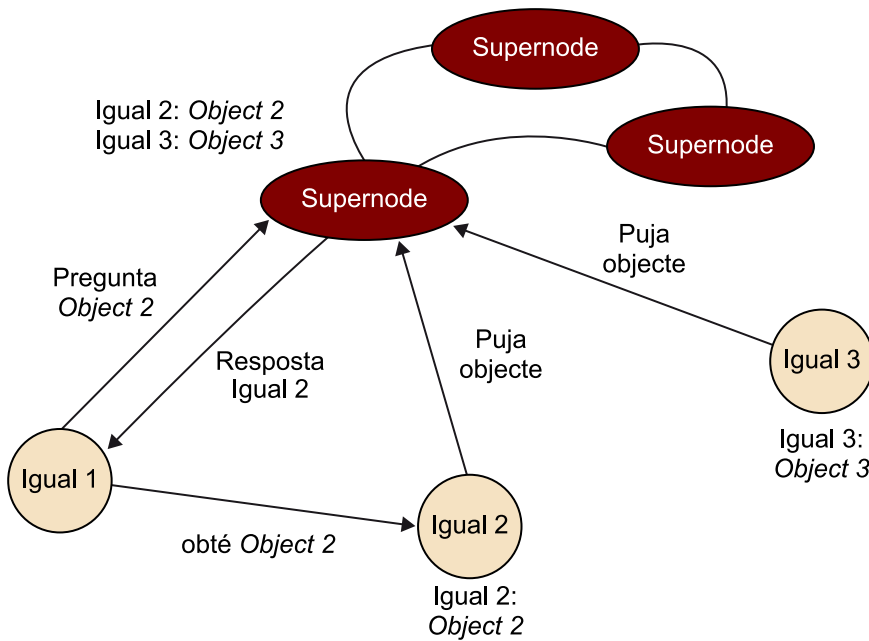 Supernode
Igual 2: Object 2
Igual 3: Object 3
Supernode
Supernode
Puja
objecte
Pregunta
Object 2
Resposta
Igual 2
Puja
objecte
Igual 3
Igual 3:
Object 3
Igual 1
Igual 2
obté Object 2
Igual 2:
Object 2